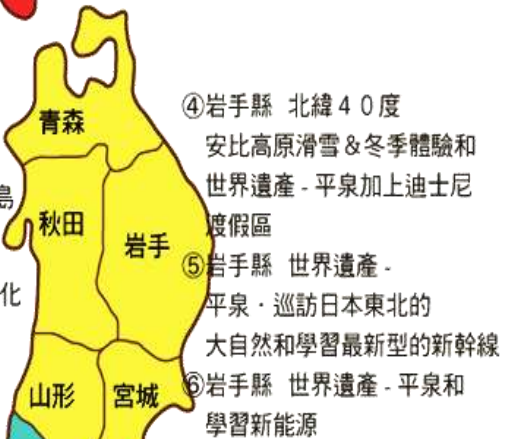 青森
秋田
岩手
山形
宮城
島
化
④岩手縣 北緯４０度
安比高原滑雪＆冬季體驗和
世界遺產 - 平泉加上迪士尼
渡假區
⑤岩手縣 世界遺產 -
平泉．巡訪日本東北的
大自然和學習最新型的新幹線
⑥岩手縣 世界遺產 - 平泉和
學習新能源